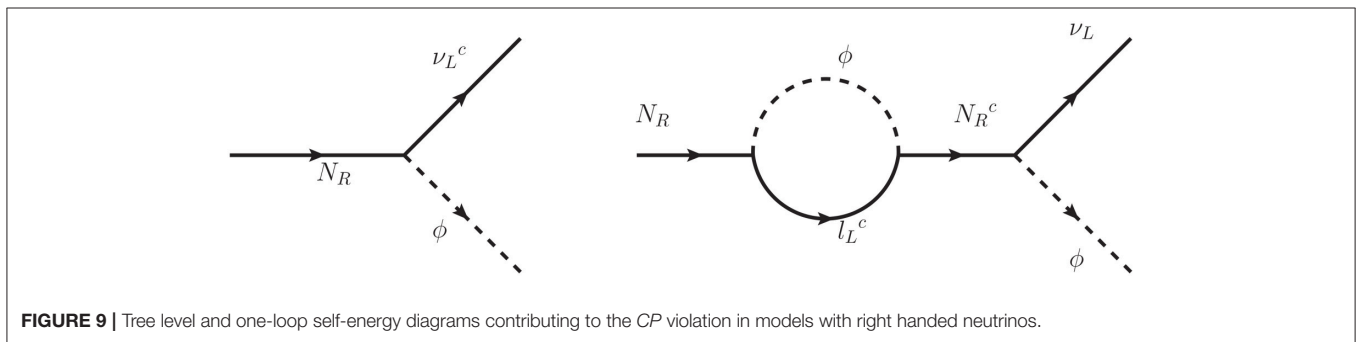 ν_L^c
N_R
φ
N_R
φ
l_L^c
N_R^c
ν_L
φ
FIGURE 9 | Tree level and one-loop self-energy diagrams contributing to the CP violation in models with right handed neutrinos.